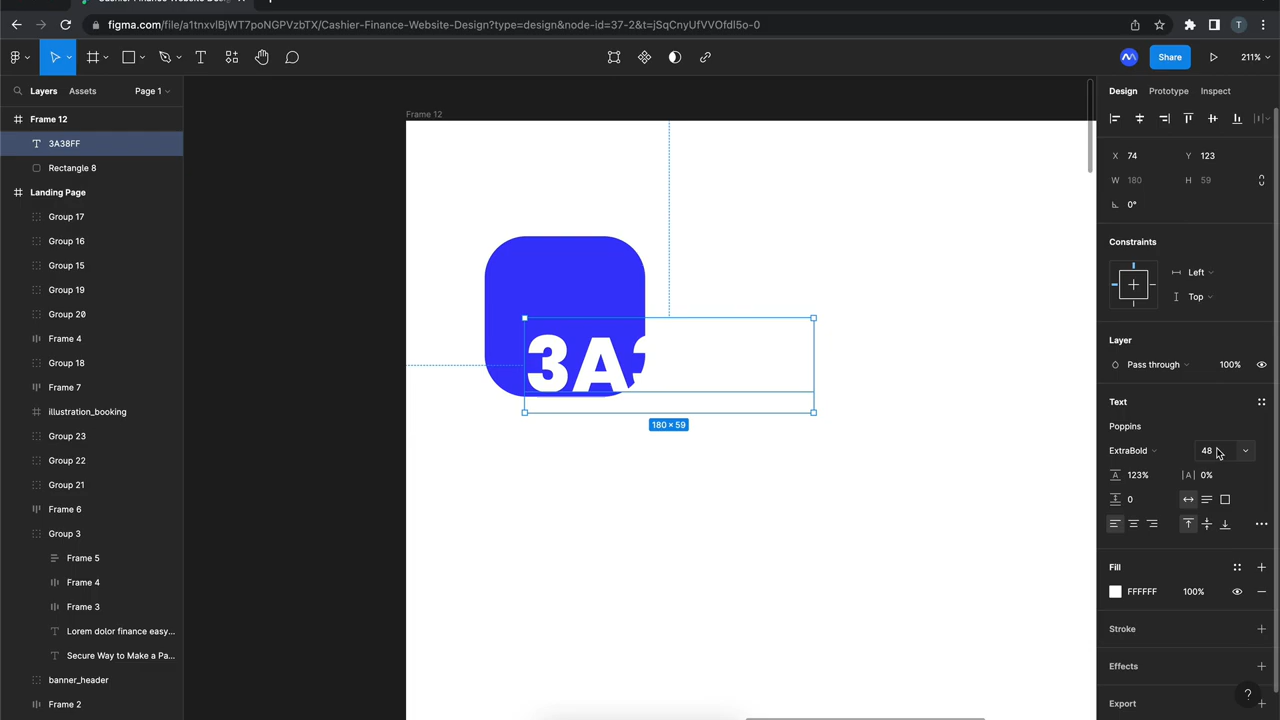 figma.com/file/a1tnxvlBjWT7poNGPVzbTX/Cashier-Finance-Website-Design?type=design&node-id=37-2&t=jSqCnyUfVVOfdI5o-0
T
Share
211%
Layers
Assets
Page 1
Design
Prototype
Inspect
Frame 12
3A38FF
Rectangle 8
Landing Page
Group 17
Group 16
Group 15
Group 19
Group 20
Frame 4
Group 18
Frame 7
illustration_booking
Group 23
Group 22
Group 21
Frame 6
Group 3
Frame 5
Frame 4
Frame 3
Lorem dolor finance easy...
Secure Way to Make a Pa...
banner_header
Frame 2
Frame 12
3A3
180 × 59
X 74
Y 123
W 180
H 59
0°
Constraints
Left
Top
Layer
Pass through
100%
Text
Poppins
ExtraBold
48
123%
|A| 0%
0
Fill
FFFFFF
100%
Stroke
Effects
Export
?